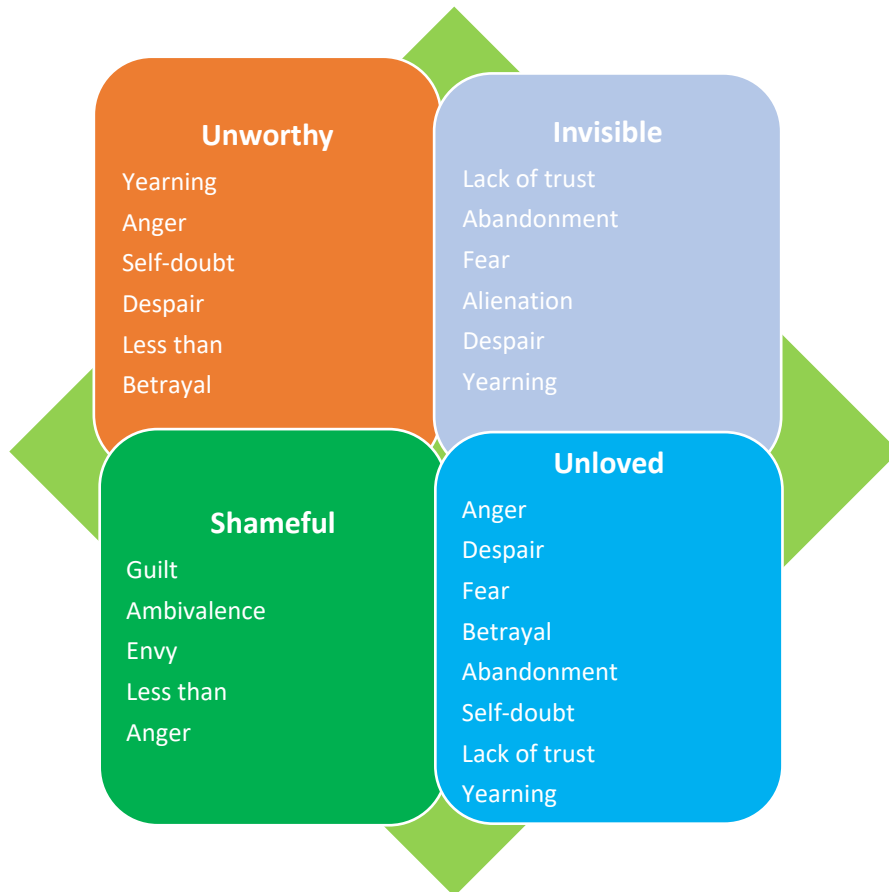 Unworthy
Yearning
Anger
Self-doubt
Despair
Less than
Betrayal
Invisible
Lack of trust
Abandonment
Fear
Alienation
Despair
Yearning
Shameful
Guilt
Ambivalence
Envy
Less than
Anger
Unloved
Anger
Despair
Fear
Betrayal
Abandonment
Self-doubt
Lack of trust
Yearning